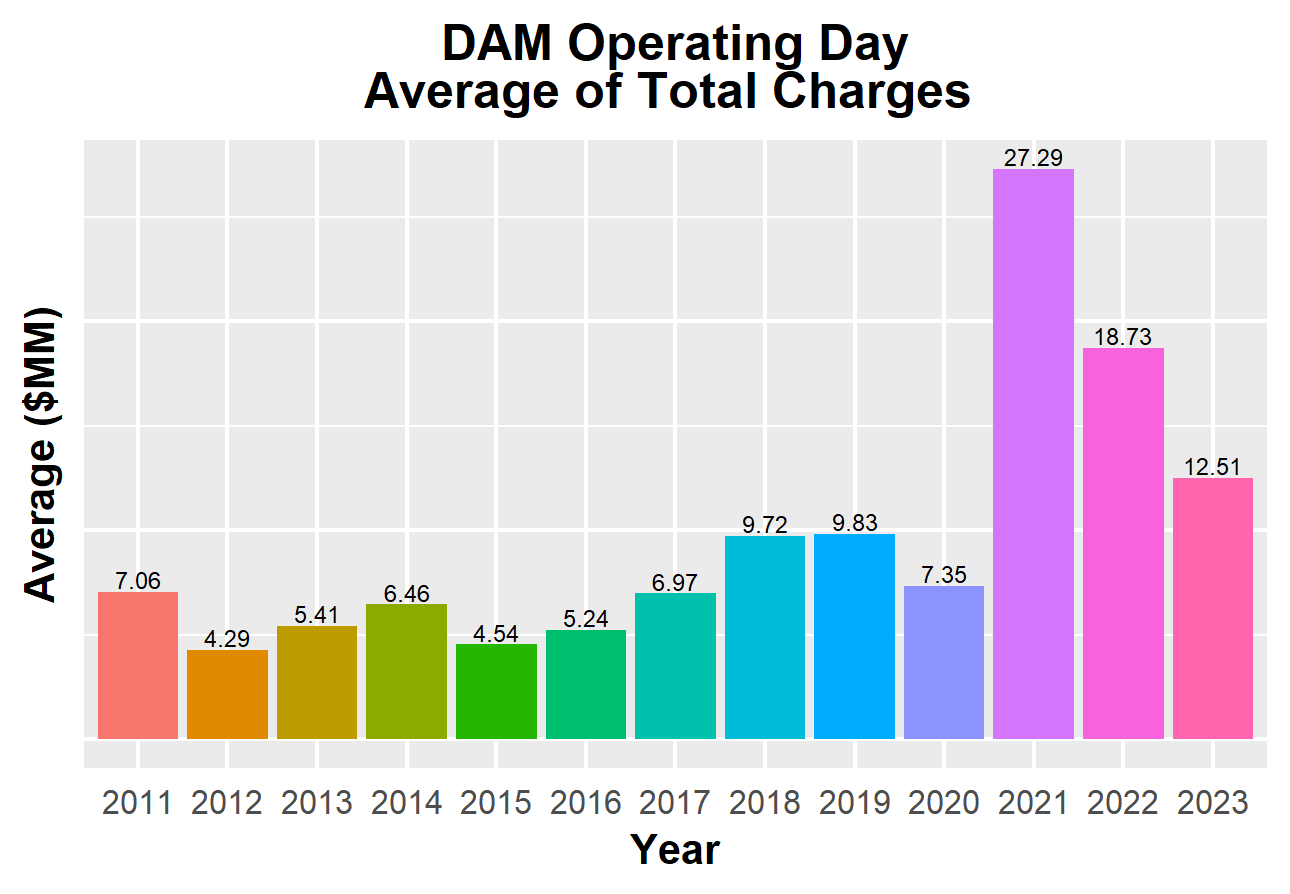 DAM Operating Day
Average of Total Charges
Average ($MM)
27.29
18.73
12.51
9.72
9.83
7.06
7.35
6.97
6.46
5.41
5.24
4.54
4.29
2011 2012 2013 2014 2015 2016 2017 2018 2019 2020 2021 2022 2023
Year